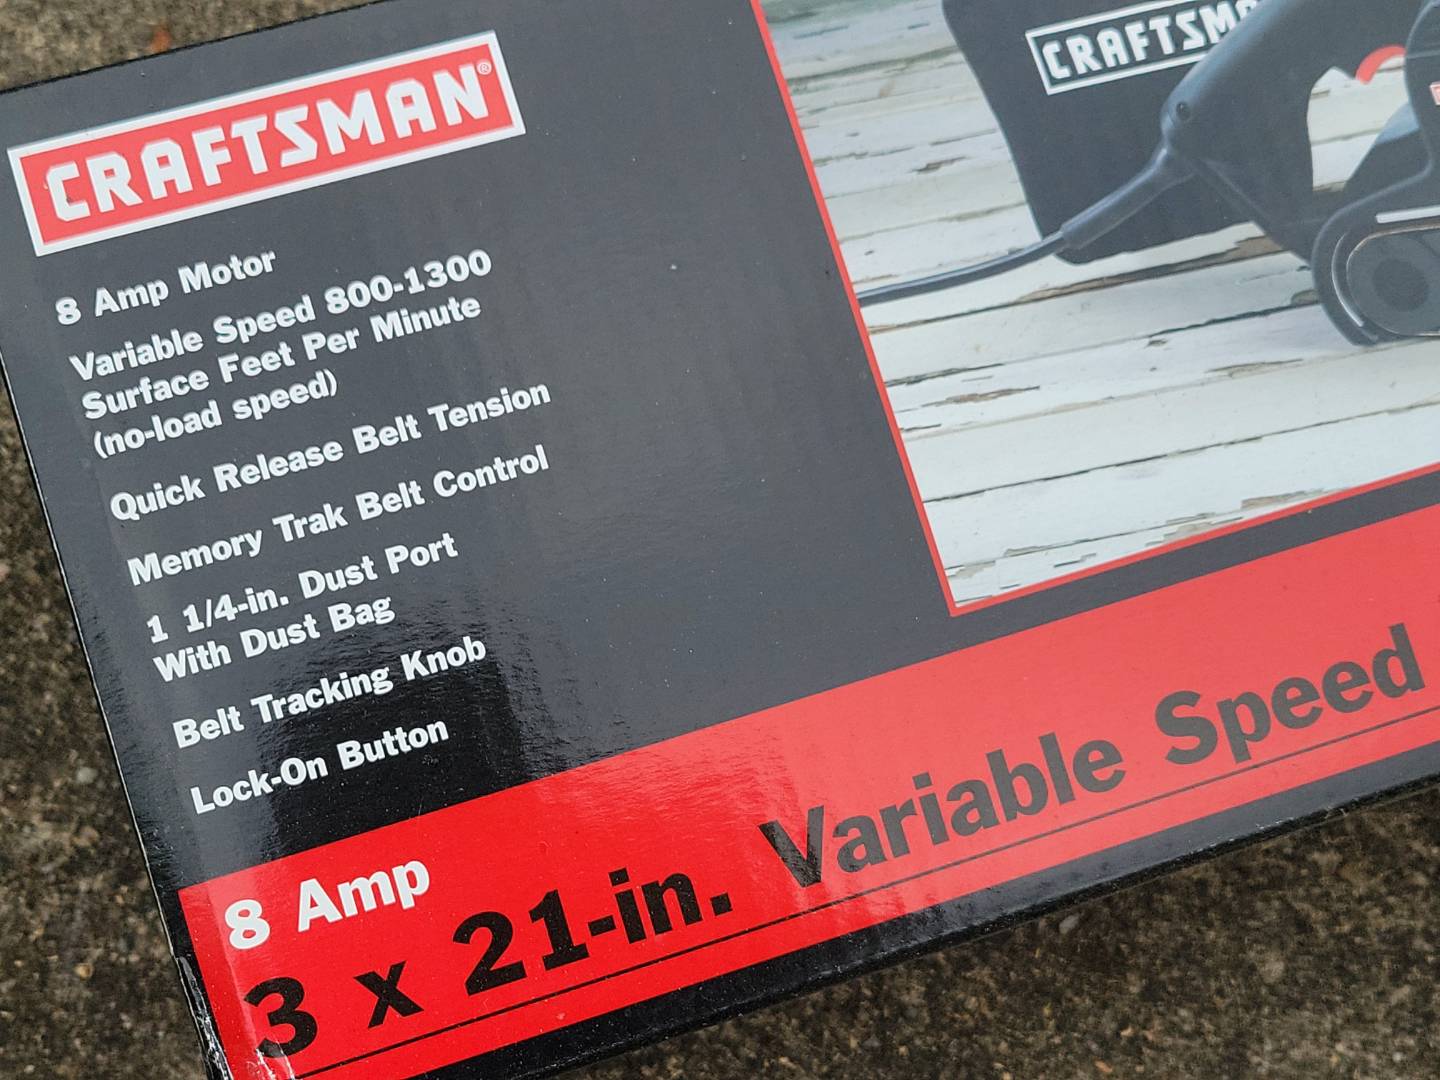 CRAFTSMAN®
8 Amp Motor
Variable Speed 800-1300
Surface Feet Per Minute
(no-load speed)
Quick Release Belt Tension
Memory Trak Belt Control
1 1/4-in. Dust Port
With Dust Bag
Belt Tracking Knob
Lock-On Button
CRAFTSMA
8 Amp
3 x 21-in. Variable Speed